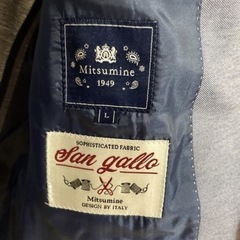 Mitsumine
1949
L
SOPHISTICATED FABRIC
San gallo
Mitsumine
DESIGN BY ITALY